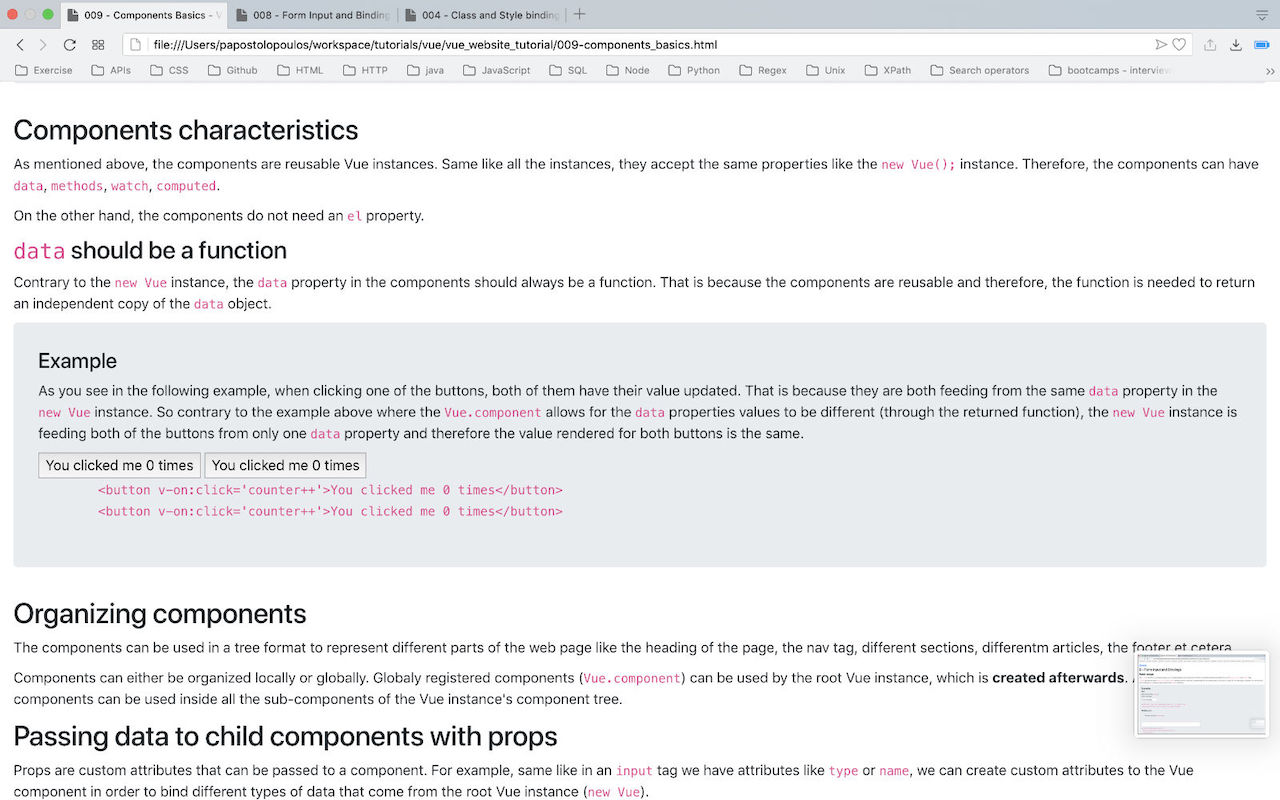 009 - Components Basics - V
008 - Form Input and Binding
004 - Class and Style binding
file:///Users/papostolopoulos/workspace/tutorials/vue/vue_website_tutorial/009-components_basics.html
Exercise APIs CSS Github HTML HTTP java JavaScript SQL Node Python Regex Unix XPath Search operators bootcamps - interview
Components characteristics
As mentioned above, the components are reusable Vue instances. Same like all the instances, they accept the same properties like the new Vue(); instance. Therefore, the components can have
data, methods, watch, computed.
On the other hand, the components do not need an el property.
data should be a function
Contrary to the new Vue instance, the data property in the components should always be a function. That is because the components are reusable and therefore, the function is needed to return
an independent copy of the data object.
Example
As you see in the following example, when clicking one of the buttons, both of them have their value updated. That is because they are both feeding from the same data property in the
new Vue instance. So contrary to the example above where the Vue.component allows for the data properties values to be different (through the returned function), the new Vue instance is
feeding both of the buttons from only one data property and therefore the value rendered for both buttons is the same.
You clicked me 0 times You clicked me 0 times
<button v-on:click='counter++'>You clicked me 0 times</button>
<button v-on:click='counter++'>You clicked me 0 times</button>
Organizing components
The components can be used in a tree format to represent different parts of the web page like the heading of the page, the nav tag, different sections, differentm articles, the footer et cetera
Components can either be organized locally or globally. Globaly registered components (Vue.component) can be used by the root Vue instance, which is created afterwards.
components can be used inside all the sub-components of the Vue instance's component tree.
Passing data to child components with props
Props are custom attributes that can be passed to a component. For example, same like in an input tag we have attributes like type or name, we can create custom attributes to the Vue
component in order to bind different types of data that come from the root Vue instance (new Vue).